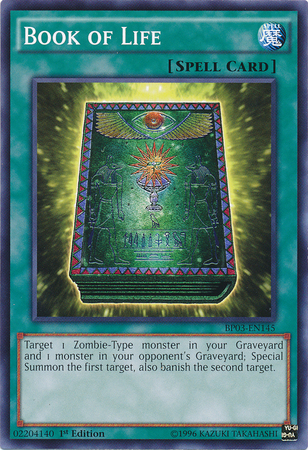 Book of Life
魔
[Spell Card]
BP03-EN145
Target 1 Zombie-Type monster in your Graveyard
and 1 monster in your opponent's Graveyard; Special
Summon the first target, also banish the second target.
02204140 1st Edition ©1996 KAZUKI TAKAHASHI